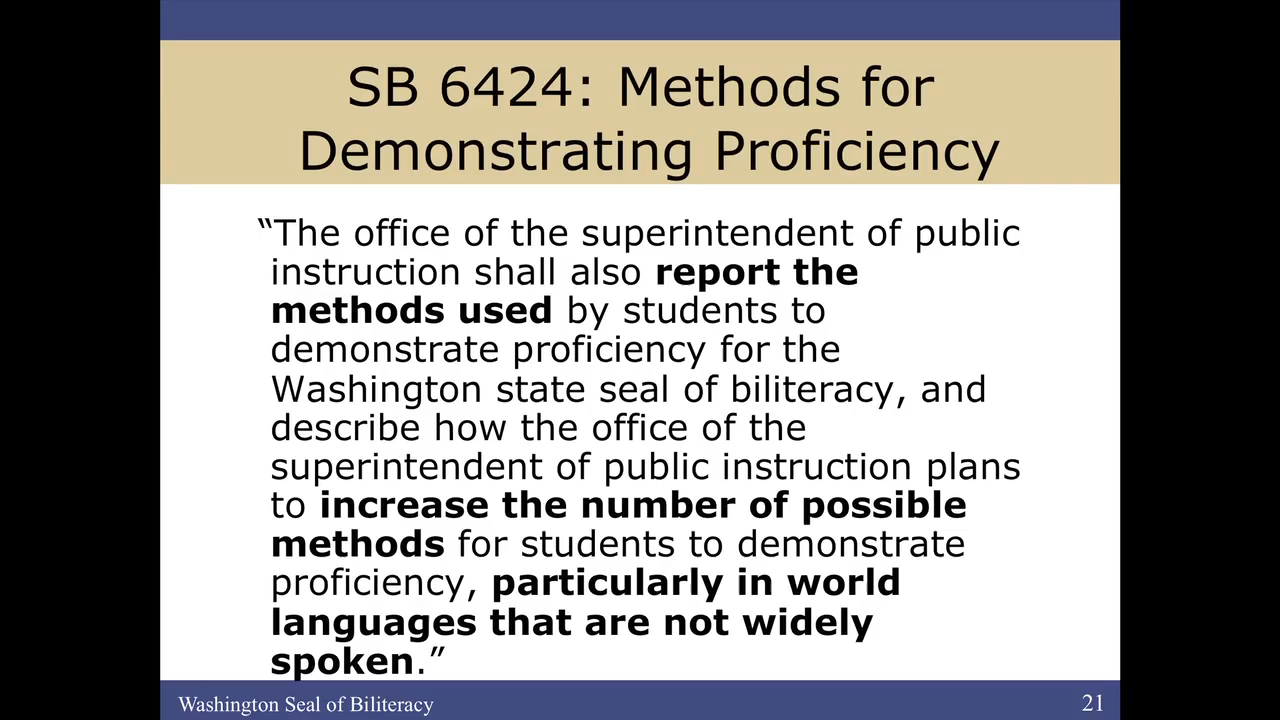 SB 6424: Methods for
Demonstrating Proficiency
“The office of the superintendent of public
instruction shall also report the
methods used by students to
demonstrate proficiency for the
Washington state seal of biliteracy, and
describe how the office of the
superintendent of public instruction plans
to increase the number of possible
methods for students to demonstrate
proficiency, particularly in world
languages that are not widely
spoken.”
Washington Seal of Biliteracy
21